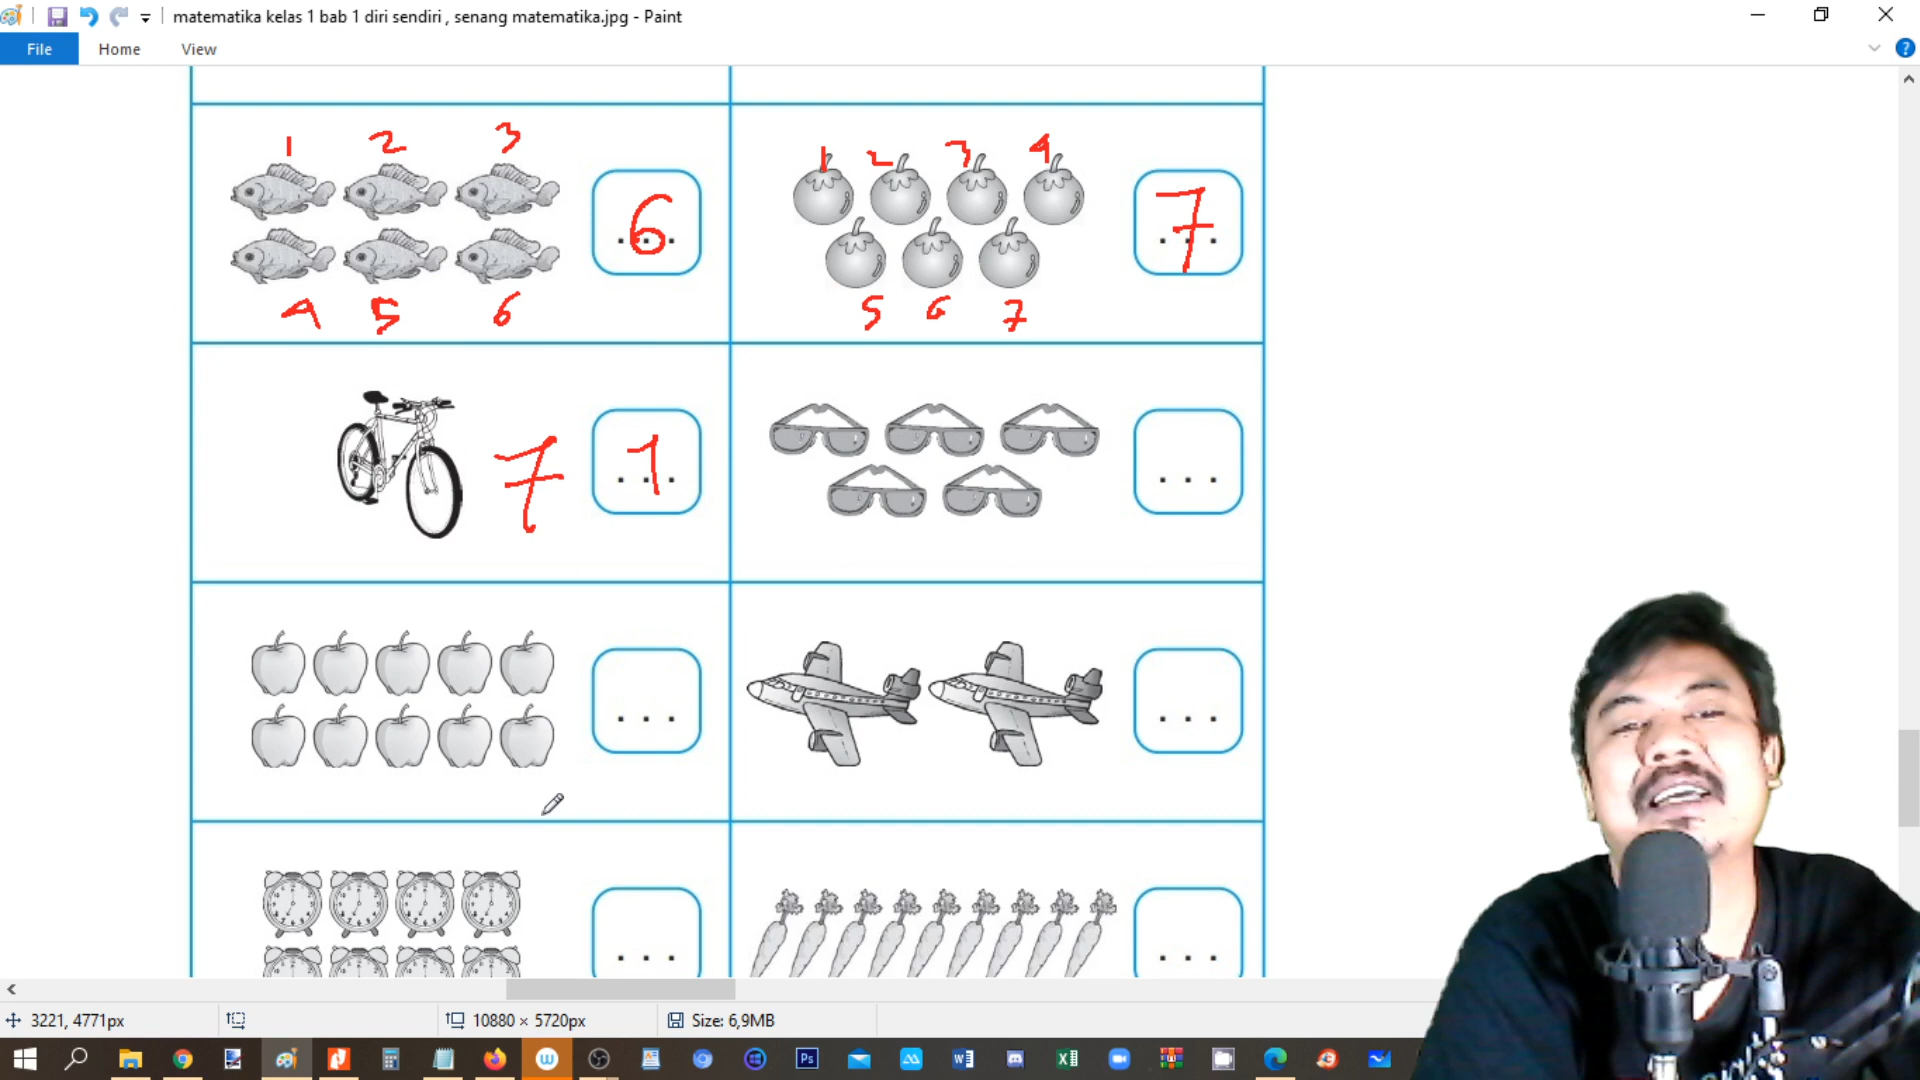 matematika kelas 1 bab 1 diri sendiri , senang matematika.jpg - Paint
File Home View
1 2 3
6
4 5 6
1 2 3 4
7
5 6 7
7 1
...
...
...
...
...
3221, 4771px
10880 × 5720px
Size: 6,9MB